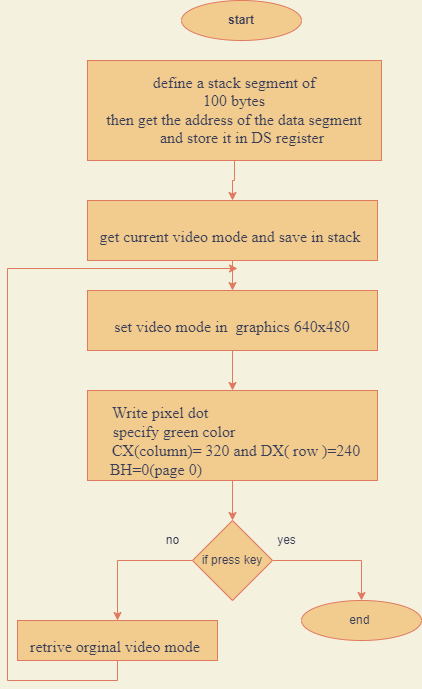 start
define a stack segment of
100 bytes
then get the address of the data segment
and store it in DS register
get current video mode and save in stack
set video mode in graphics 640x480
Write pixel dot
specify green color
CX(column)= 320 and DX( row )=240
BH=0(page 0)
no
yes
if press key
end
retrive orginal video mode